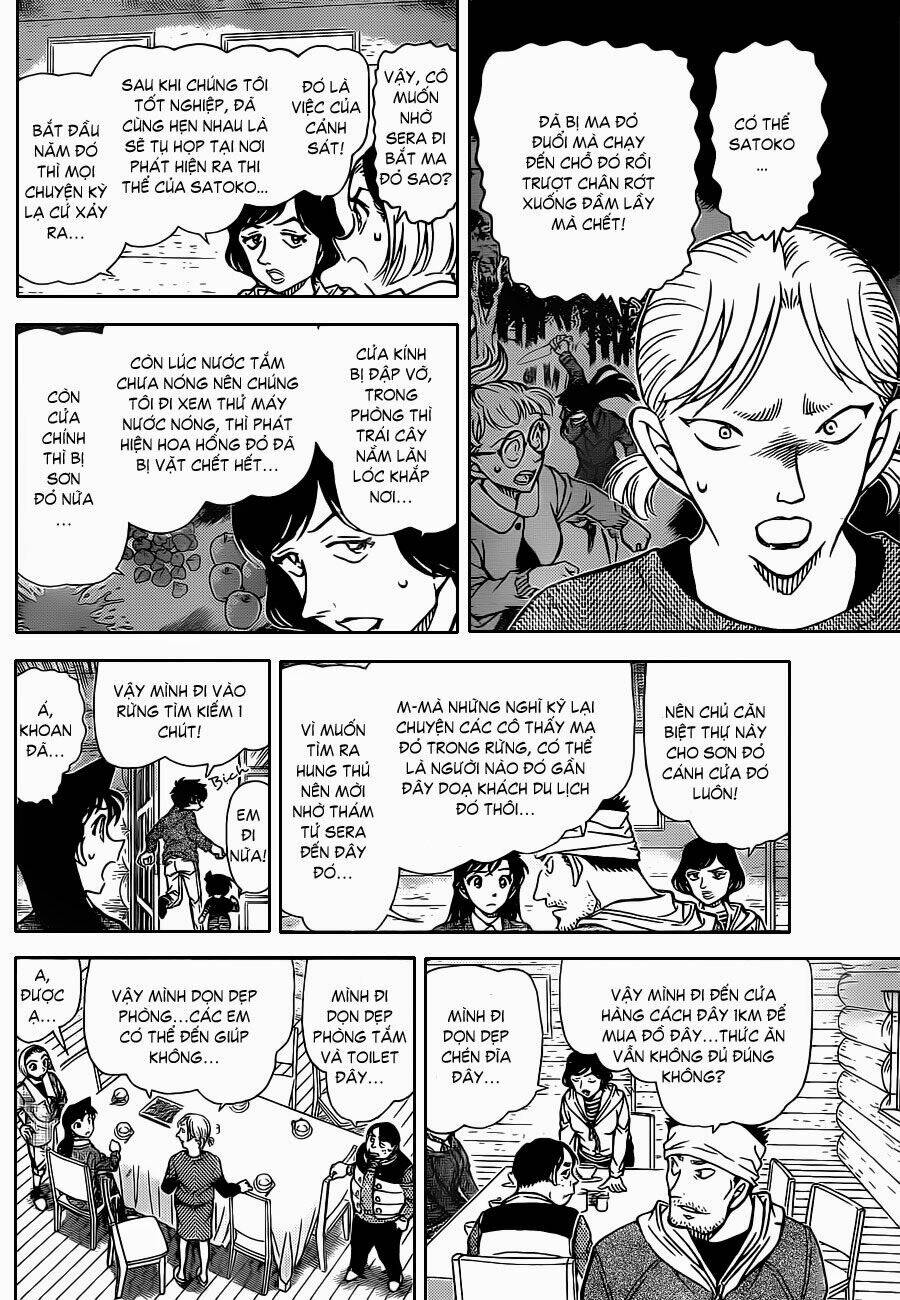 CÓ THỂ
SATOKO
...
ĐÃ BỊ MA ĐÓ
ĐUỔI MÀ CHẠY
ĐẾN CHỖ ĐÓ RỒI
TRƯỢT CHÂN RỚT
XUỐNG ĐẦM LẦY
MÀ CHẾT!
VẬY, CÔ
MUỐN
NHỜ
SERA ĐI
BẮT MA
ĐÓ SAO?
ĐÓ LÀ
VIỆC CỦA
CẢNH
SÁT!
SAU KHI CHÚNG TÔI
TỐT NGHIỆP, ĐÃ
CÙNG HẸN NHAU LÀ
SẼ TỤ HỌP TẠI NƠI
PHÁT HIỆN RA THI
THỂ CỦA SATOKO...
BẮT ĐẦU
NĂM ĐÓ
THÌ MỌI
CHUYỆN KỲ
LẠ CỨ XẢY
RA...
CỬA KÍNH
BỊ ĐẬP VỠ,
TRONG
PHÒNG THÌ
TRÁI CÂY
NẰM LĂN
LÓC KHẮP
NƠI...
CÒN LÚC NƯỚC TẮM
CHƯA NÓNG NÊN CHÚNG
TÔI ĐI XEM THỬ MÁY
NƯỚC NÓNG, THÌ PHÁT
HIỆN HOA HỒNG ĐỎ ĐÃ
BỊ VẶT CHẾT HẾT...
CÒN
CỬA CHÍNH
THÌ BỊ
SƠN
ĐỎ NỮA
...
NÊN CHỦ CĂN
BIỆT THỰ NÀY
CHO SƠN ĐỎ
CÁNH CỬA ĐÓ
LUÔN!
M-MÀ NHỮNG NGHĨ KỸ LẠI
CHUYỆN CÁC CÔ THẤY MA
ĐÓ TRONG RỪNG, CÓ THỂ
LÀ NGƯỜI NÀO ĐÓ GẦN
ĐÂY DOẠ KHÁCH DU LỊCH
ĐÓ THÔI...
VÌ MUỐN
TÌM RA
HUNG THỦ
NÊN MỚI
NHỜ THÁM
TỬ SERA
ĐẾN ĐÂY
ĐÓ...
VẬY MÌNH ĐI VÀO
RỪNG TÌM KIẾM 1
CHÚT!
Bịch
EM
ĐI
NỮA!
Á,
KHOAN
ĐÃ...
VẬY MÌNH ĐI ĐẾN CỬA
HÀNG CÁCH ĐÂY 1KM ĐỂ
MUA ĐỒ ĐÂY...THỨC ĂN
VẪN KHÔNG ĐỦ ĐÚNG
KHÔNG?
MÌNH ĐI
DỌN DẸP
CHÉN ĐĨA
ĐÂY...
MÌNH ĐI
DỌN DẸP
PHÒNG TẮM
VÀ TOILET
ĐÂY...
VẬY MÌNH DỌN DẸP
PHÒNG...CÁC EM
CÓ THỂ ĐẾN GIÚP
KHÔNG...
A,
ĐƯỢC
Ạ...